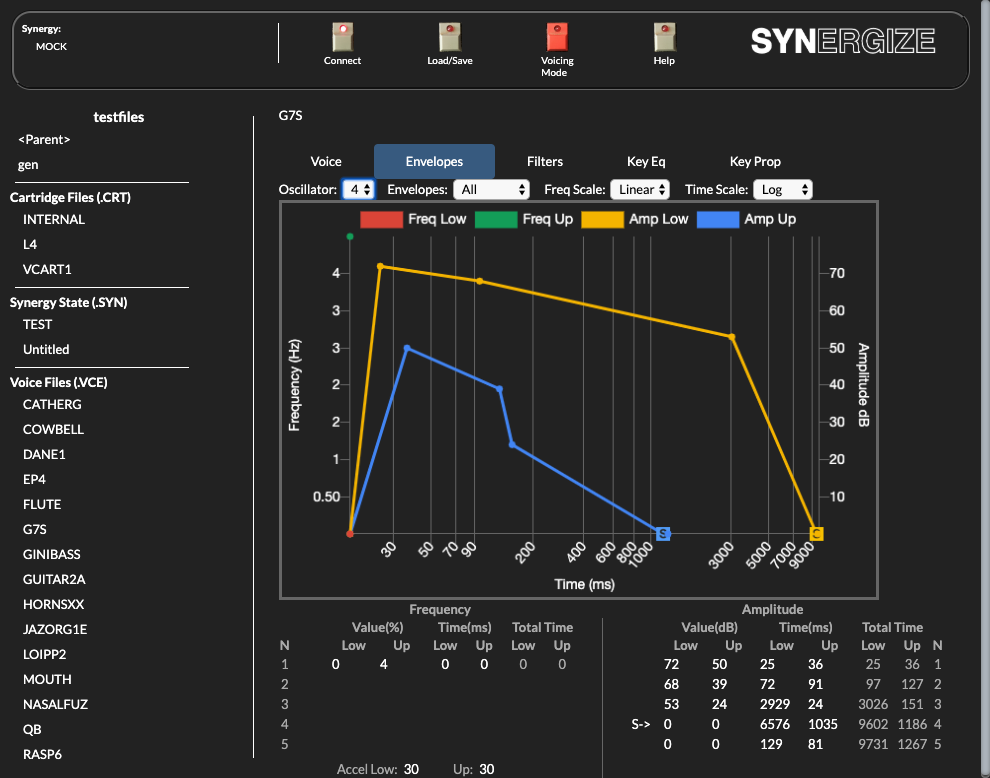 Synergy:
MOCK
Connect
Load/Save
Voicing
Mode
Help
SYNERGIZE
testfiles
<Parent>
gen
Cartridge Files (.CRT)
INTERNAL
L4
VCART1
Synergy State (.SYN)
TEST
Untitled
Voice Files (.VCE)
CATHERG
COWBELL
DANE1
EP4
FLUTE
G7S
GINIBASS
GUITAR2A
HORNSXX
JAZORG1E
LOIPP2
MOUTH
NASALFUZ
QB
RASP6
G7S
Voice Envelopes Filters Key Eq Key Prop
Oscillator: 4 Envelopes: All Freq Scale: Linear Time Scale: Log
Freq Low Freq Up Amp Low Amp Up
Frequency (Hz)
4
3
3
2
2
1
0.50
70
60
50
40
30
20
10
Amplitude dB
S C
30 50 70 90 200 400 600 800 1000 3000 5000 7000 9000
Time (ms)
Frequency Amplitude
Value(%) Time(ms) Total Time Value(dB) Time(ms) Total Time
N Low Up Low Up Low Up Low Up Low Up Low Up N
1 0 4 0 0 0 0 72 50 25 36 25 36 1
2 68 39 72 91 97 127 2
3 53 24 2929 24 3026 151 3
4 S-> 0 0 6576 1035 9602 1186 4
5 0 0 129 81 9731 1267 5
Accel Low: 30 Up: 30